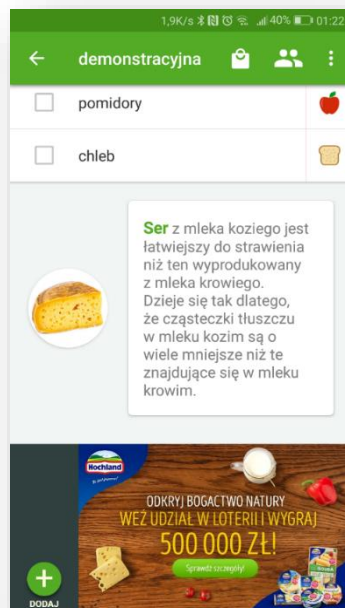 1,9K/s 40% 01:22
demonstracyjna
pomidory
chleb
Ser z mleka koziego jest
łatwiejszy do strawienia
niż ten wyprodukowany
z mleka krowiego.
Dzieje się tak dlatego,
że cząsteczki tłuszczu
w mleku kozim są o
wiele mniejsze niż te
znajdujące się w mleku
krowim.
Hochland
ODKRYJ BOGACTWO NATURY
WEŹ UDZIAŁ W LOTERII I WYGRAJ
500 000 ZŁ!
Sprawdź szczegóły!
DODAJ